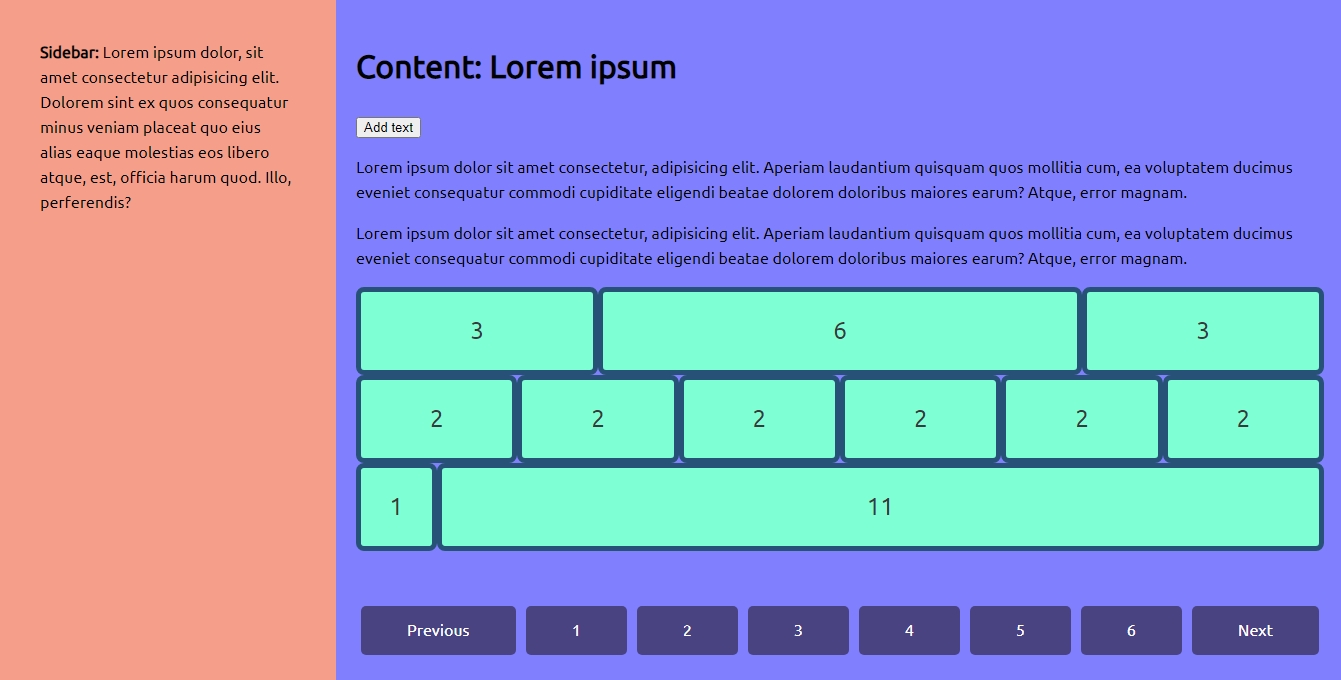 Sidebar: Lorem ipsum dolor, sit
amet consectetur adipisicing elit.
Dolorem sint ex quos consequatur
minus veniam placeat quo eius
alias eaque molestias eos libero
atque, est, officia harum quod. Illo,
perferendis?
Content: Lorem ipsum
Add text
Lorem ipsum dolor sit amet consectetur, adipisicing elit. Aperiam laudantium quisquam quos mollitia cum, ea voluptatem ducimus
eveniet consequatur commodi cupiditate eligendi beatae dolorem doloribus maiores earum? Atque, error magnam.
Lorem ipsum dolor sit amet consectetur, adipisicing elit. Aperiam laudantium quisquam quos mollitia cum, ea voluptatem ducimus
eveniet consequatur commodi cupiditate eligendi beatae dolorem doloribus maiores earum? Atque, error magnam.
3 6 3
2 2 2 2 2 2
1 11
Previous 1 2 3 4 5 6 Next